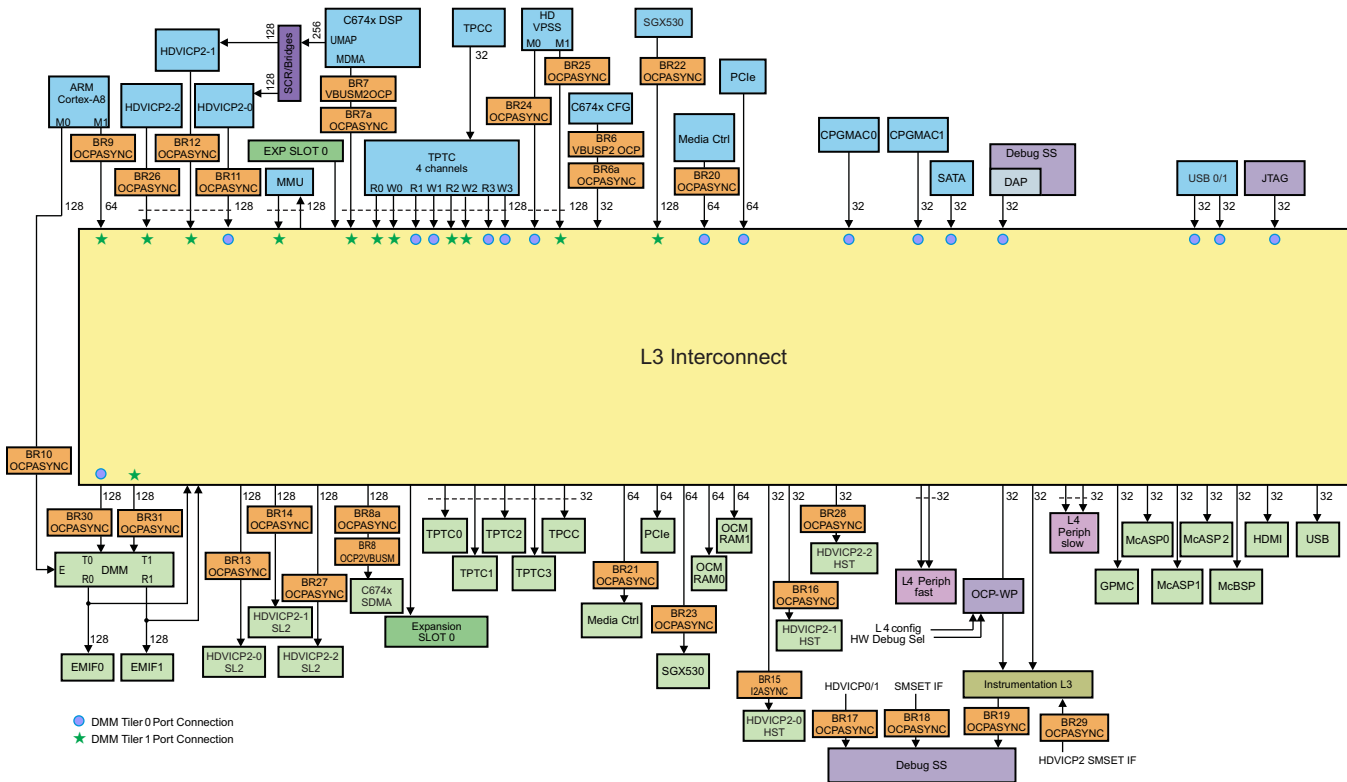 C674x DSP
UMAP
MDMA
256
SCR/Bridges
128
128
HDVICP2-1
TPCC
32
HD
VPSS
M0 M1
SGX530
BR22
OCPASYNC
128
PCIe
64
ARM
Cortex-A8
M0 M1
HDVICP2-2
HDVICP2-0
BR7
VBUSM2OCP
BR7a
OCPASYNC
BR25
OCPASYNC
BR24
OCPASYNC
C674x CFG
BR6
VBUSP2 OCP
BR6a
OCPASYNC
32
Media Ctrl
BR20
OCPASYNC
64
CPGMAC0
32
CPGMAC1
32
SATA
32
Debug SS
DAP
32
USB 0/1
32
32
JTAG
32
BR9
OCPASYNC
BR12
OCPASYNC
BR26
OCPASYNC
BR11
OCPASYNC
EXP SLOT 0
MMU
TPTC
4 channels
R0 W0 R1 W1 R2 W2 R3 W3
128
64
128
128
128
128
128
L3 Interconnect
BR10
OCPASYNC
128
128
BR30
OCPASYNC
BR31
OCPASYNC
T0 T1
E DMM
R0 R1
128
128
EMIF0
EMIF1
128
128
128
BR13
OCPASYNC
BR14
OCPASYNC
BR27
OCPASYNC
HDVICP2-0
SL2
HDVICP2-1
SL2
HDVICP2-2
SL2
128
BR8a
OCPASYNC
BR8
OCP2VBUSM
C674x
SDMA
Expansion
SLOT 0
32
TPTC0
TPTC1
TPTC2
TPTC3
TPCC
64
BR21
OCPASYNC
Media Ctrl
64
PCIe
64
BR23
OCPASYNC
SGX530
64
OCM
RAM0
64
OCM
RAM1
32
BR15
I2ASYNC
HDVICP2-0
HST
32
BR16
OCPASYNC
HDVICP2-1
HST
32
BR28
OCPASYNC
HDVICP2-2
HST
32
L4 Periph
fast
32
32
OCP-WP
L4 config
HW Debug Sel
Instrumentation L3
HDVICP0/1
BR17
OCPASYNC
SMSET IF
BR18
OCPASYNC
BR19
OCPASYNC
BR29
OCPASYNC
HDVICP2 SMSET IF
Debug SS
32
L4
Periph
slow
32
GPMC
32
McASP0
32
McASP1
32
McASP2
32
McBSP
32
HDMI
32
USB
DMM Tiler 0 Port Connection
DMM Tiler 1 Port Connection